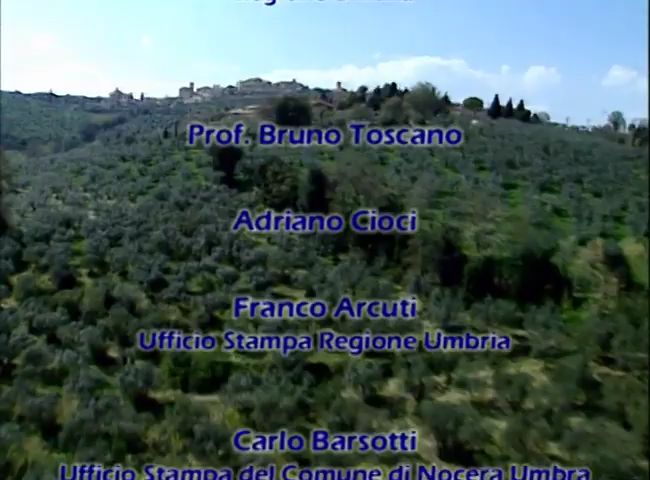 Prof. Bruno Toscano
Adriano Cioci
Franco Arcuti
Ufficio Stampa Regione Umbria
Carlo Barsotti
Ufficio Stampa del Comune di Nocera Umbra